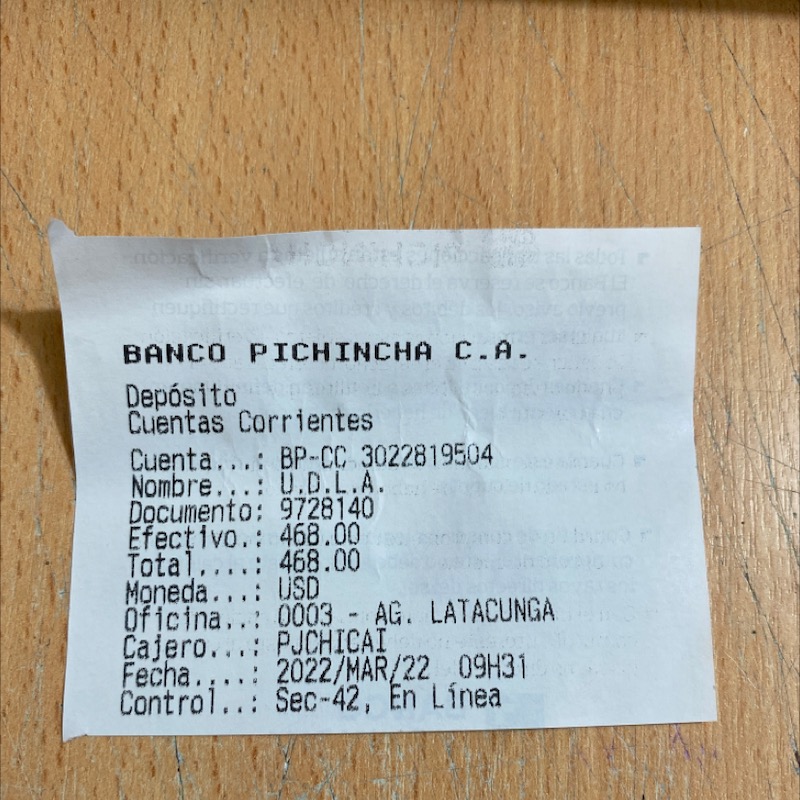 BANCO PICHINCHA C.A.
Depósito
Cuentas Corrientes
Cuenta...: BP-CC 3022819504
Nombre...: U.D.L.A.
Documento: 9728140
Efectivo.: 468.00
Total....: 468.00
Moneda...: USD
Oficina..: 0003 - AG. LATACUNGA
Cajero...: PJCHICAI
Fecha....: 2022/MAR/22 09H31
Control..: Sec-42, En Línea